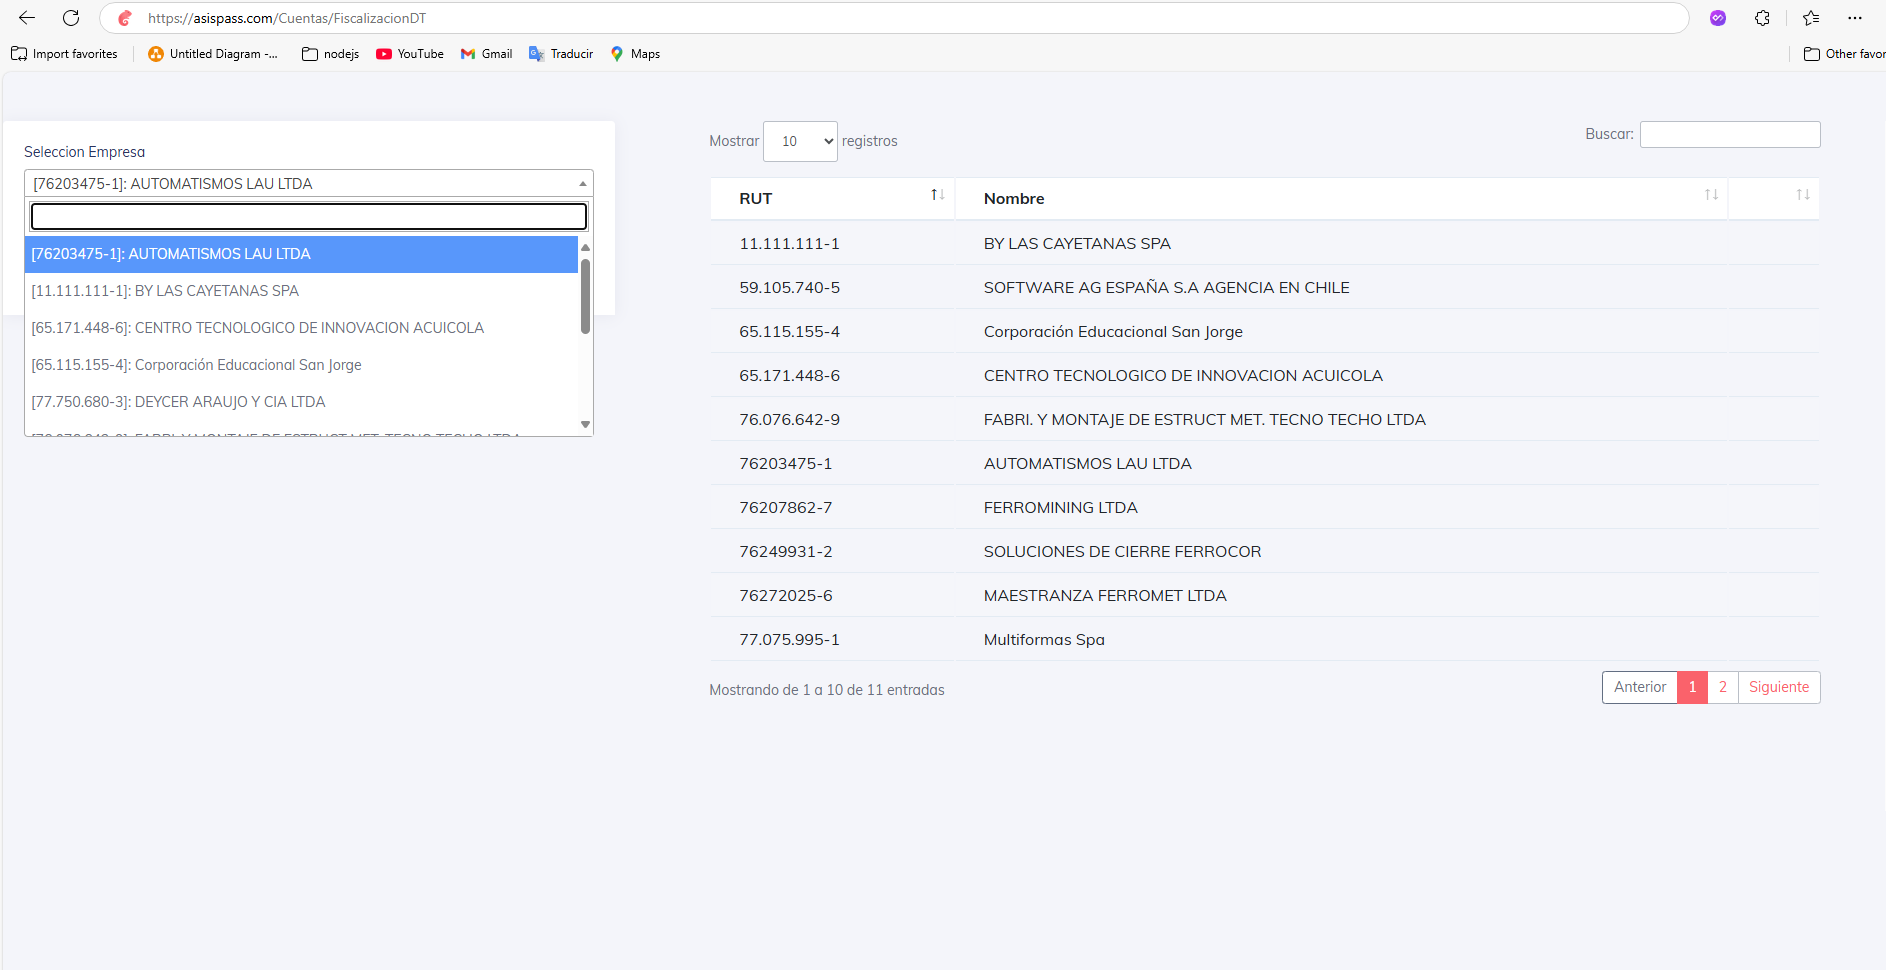 https://asispass.com/Cuentas/FiscalizacionDT
Import favorites
Untitled Diagram -...
nodejs
YouTube
Gmail
Traducir
Maps
Other favor
Seleccion Empresa
[76203475-1]: AUTOMATISMOS LAU LTDA
[76203475-1]: AUTOMATISMOS LAU LTDA
[11.111.111-1]: BY LAS CAYETANAS SPA
[65.171.448-6]: CENTRO TECNOLOGICO DE INNOVACION ACUICOLA
[65.115.155-4]: Corporación Educacional San Jorge
[77.750.680-3]: DEYCER ARAUJO Y CIA LTDA
Mostrar 10 registros
Buscar:
RUT Nombre
11.111.111-1 BY LAS CAYETANAS SPA
59.105.740-5 SOFTWARE AG ESPAÑA S.A AGENCIA EN CHILE
65.115.155-4 Corporación Educacional San Jorge
65.171.448-6 CENTRO TECNOLOGICO DE INNOVACION ACUICOLA
76.076.642-9 FABRI. Y MONTAJE DE ESTRUCT MET. TECNO TECHO LTDA
76203475-1 AUTOMATISMOS LAU LTDA
76207862-7 FERROMINING LTDA
76249931-2 SOLUCIONES DE CIERRE FERROCOR
76272025-6 MAESTRANZA FERROMET LTDA
77.075.995-1 Multiformas Spa
Mostrando de 1 a 10 de 11 entradas
Anterior 1 2 Siguiente